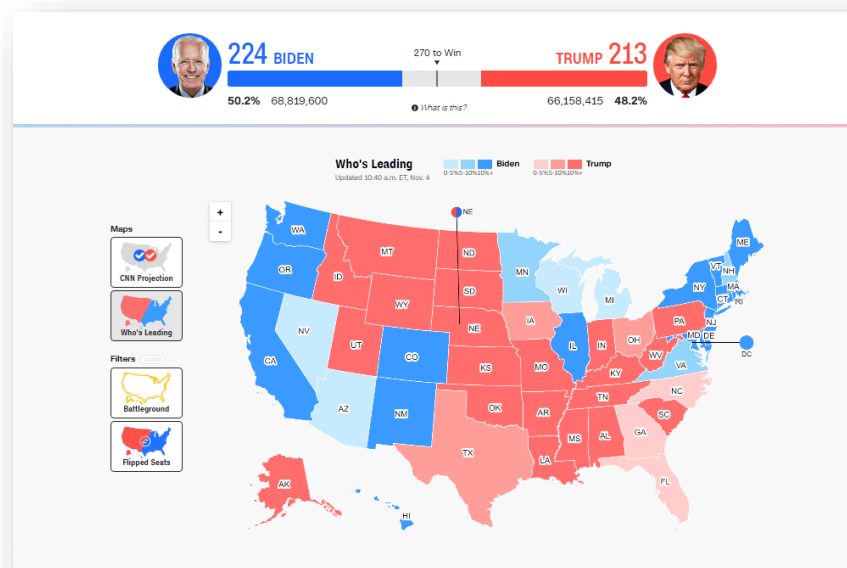 224 BIDEN
270 to Win
TRUMP 213
50.2% 68,819,600
What is this?
66,158,415 48.2%
Who's Leading
Updated 10:40 a.m. ET, Nov. 4
0-5%5-10%10%+
Biden
0-5%5-10%10%+
Trump
+
-
Maps
CNN Projection
Who's Leading
Filters CLEAR
Battleground
Flipped Seats
NE
WA
ME
MT
ND
VT
NH
OR
MN
ID
WI
NY
MA
SD
MI
CT
RI
WY
IA
PA
NJ
NV
NE
OH
MD
DE
IL
IN
DC
UT
CO
WV
VA
CA
KS
MO
KY
NC
TN
AZ
NM
OK
AR
SC
MS
AL
GA
TX
LA
AK
FL
HI